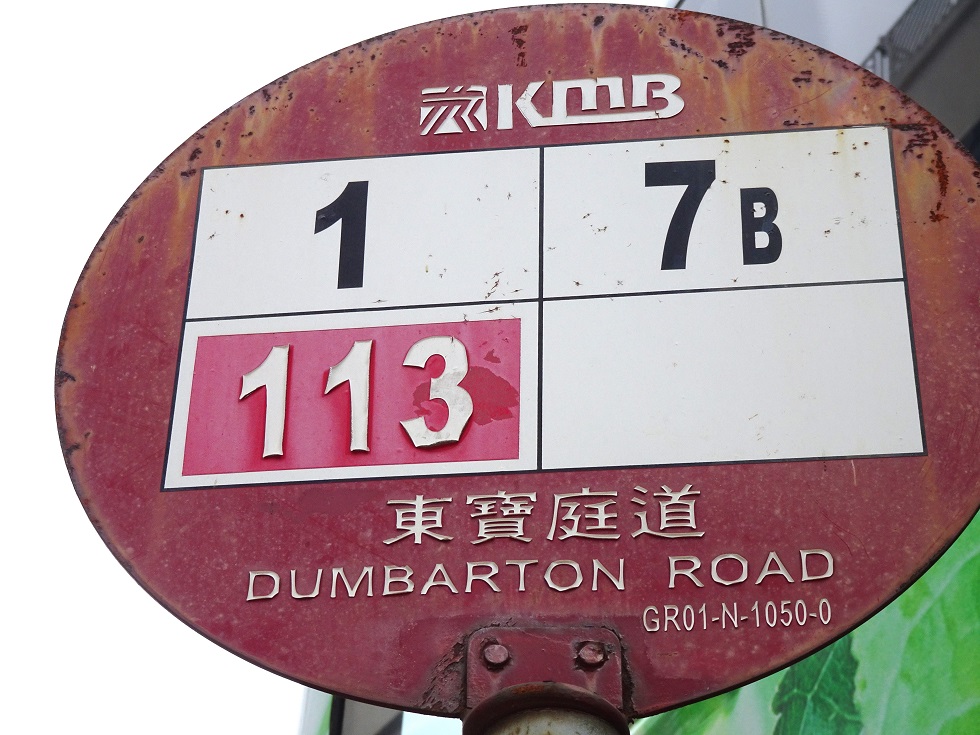 KMB
1
7B
113
東寶庭道
DUMBARTON ROAD
GR01-N-1050-0